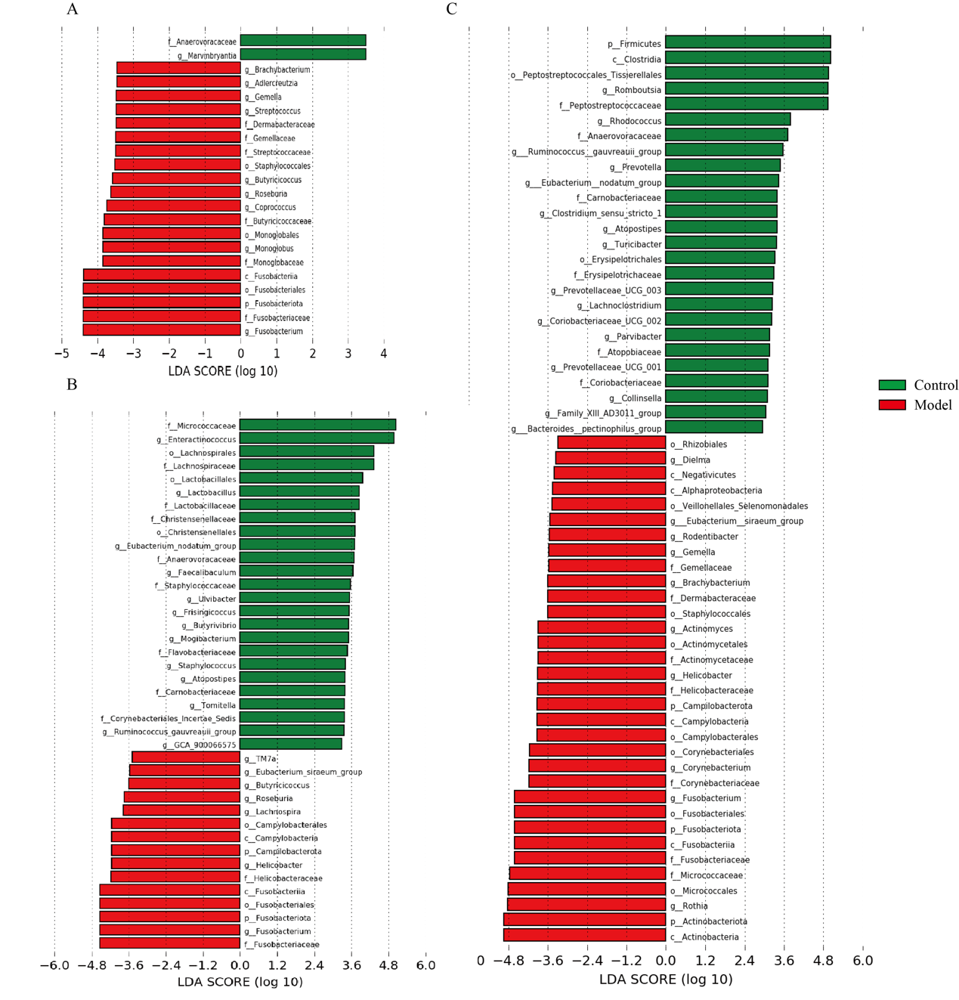 A
f__Anaerovoracaceae
g__Marvinbryantia
g__Brachybacterium
g__Adlercreutzia
g__Gemella
g__Streptococcus
f__Dermabacteraceae
f__Gemellaceae
f__Streptococcaceae
o__Staphylococcales
g__Butyricicoccus
g__Roseburia
g__Coprococcus
f__Butyricicoccaceae
o__Monoglobales
g__Monoglobus
f__Monoglobaceae
c__Fusobacteriia
o__Fusobacteriales
p__Fusobacteriota
f__Fusobacteriaceae
g__Fusobacterium
−5 −4 −3 −2 −1 0 1 2 3 4
LDA SCORE (log 10)
B
f__Micrococcaceae
g__Enteractinococcus
o__Lachnospirales
f__Lachnospiraceae
o__Lactobacillales
g__Lactobacillus
f__Lactobacillaceae
f__Christensenellaceae
o__Christensenellales
g__Eubacterium_nodatum_group
f__Anaerovoracaceae
g__Faecalibaculum
f__Staphylococcaceae
g__Ulvibacter
g__Frisingicoccus
g__Butyrivibrio
g__Mogibacterium
f__Flavobacteriaceae
g__Staphylococcus
g__Atopostipes
f__Carnobacteriaceae
g__Tomitella
f__Corynebacteriales_Incertae_Sedis
g__Ruminococcus_gauvreauii_group
g__GCA_900066575
g__TM7a
g__Eubacterium_siraeum_group
g__Butyricicoccus
g__Roseburia
g__Lachnospira
o__Campylobacterales
c__Campylobacteria
p__Campilobacterota
g__Helicobacter
f__Helicobacteraceae
c__Fusobacteriia
o__Fusobacteriales
p__Fusobacteriota
g__Fusobacterium
f__Fusobacteriaceae
−6.0 −4.8 −3.6 −2.4 −1.2 0.0 1.2 2.4 3.6 4.8 6.0
LDA SCORE (log 10)
C
p__Firmicutes
c__Clostridia
o__Peptostreptococcales_Tissierellales
g__Romboutsia
f__Peptostreptococcaceae
g__Rhodococcus
f__Anaerovoracaceae
g___Ruminococcus__gauvreauii_group
g__Prevotella
g___Eubacterium__nodatum_group
f__Carnobacteriaceae
g__Clostridium_sensu_stricto_1
g__Atopostipes
g__Turicibacter
o__Erysipelotrichales
f__Erysipelotrichaceae
g__Prevotellaceae_UCG_003
g__Lachnoclostridium
g__Coriobacteriaceae_UCG_002
g__Parvibacter
f__Atopobiaceae
g__Prevotellaceae_UCG_001
f__Coriobacteriaceae
g__Collinsella
g__Family_XIII_AD3011_group
g___Bacteroides__pectinophilus_group
o__Rhizobiales
g__Dielma
c__Negativicutes
c__Alphaproteobacteria
o__Veillonellales_Selenomonadales
g___Eubacterium__siraeum_group
g__Rodentibacter
g__Gemella
f__Gemellaceae
g__Brachybacterium
f__Dermabacteraceae
o__Staphylococcales
g__Actinomyces
o__Actinomycetales
f__Actinomycetaceae
g__Helicobacter
f__Helicobacteraceae
p__Campilobacterota
c__Campylobacteria
o__Campylobacterales
o__Corynebacteriales
g__Corynebacterium
f__Corynebacteriaceae
g__Fusobacterium
o__Fusobacteriales
p__Fusobacteriota
c__Fusobacteriia
f__Fusobacteriaceae
f__Micrococcaceae
o__Micrococcales
g__Rothia
p__Actinobacteriota
c__Actinobacteria
0 −4.8 −3.6 −2.4 −1.2 0.0 1.2 2.4 3.6 4.8 6.0
LDA SCORE (log 10)
Control
Model